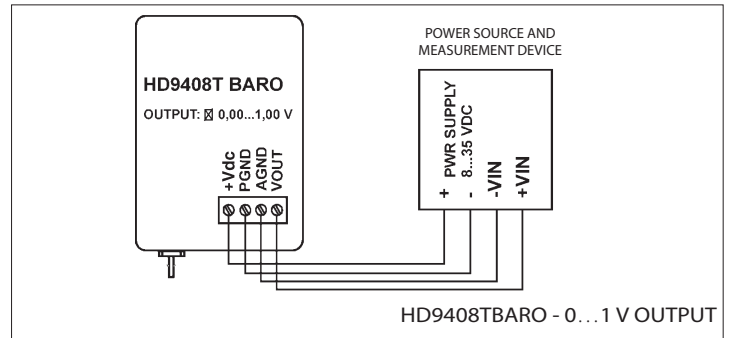 POWER SOURCE AND
MEASUREMENT DEVICE
HD9408T BARO
OUTPUT: ☒ 0,00...1,00 V
+Vdc
PGND
AGND
VOUT
+ PWR SUPPLY
- 8...35 VDC
-VIN
+VIN
HD9408TBARO - 0...1 V OUTPUT